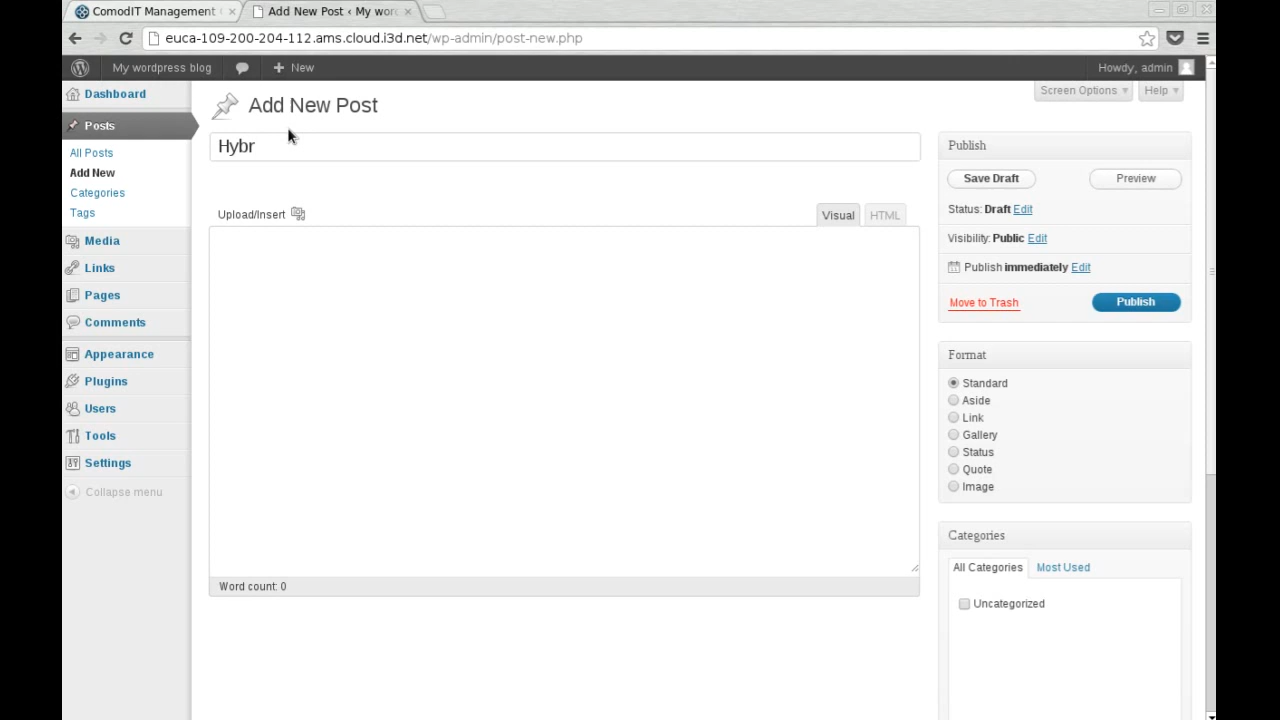 ComodIT Management
Add New Post ‹ My wor
euca-109-200-204-112.ams.cloud.i3d.net/wp-admin/post-new.php
My wordpress blog
New
Howdy, admin
Dashboard
Posts
All Posts
Add New
Categories
Tags
Media
Links
Pages
Comments
Appearance
Plugins
Users
Tools
Settings
Collapse menu
Screen Options
Help
Add New Post
Hybr
Upload/Insert
Visual
HTML
Word count: 0
Publish
Save Draft
Preview
Status: Draft Edit
Visibility: Public Edit
Publish immediately Edit
Move to Trash
Publish
Format
Standard
Aside
Link
Gallery
Status
Quote
Image
Categories
All Categories
Most Used
Uncategorized